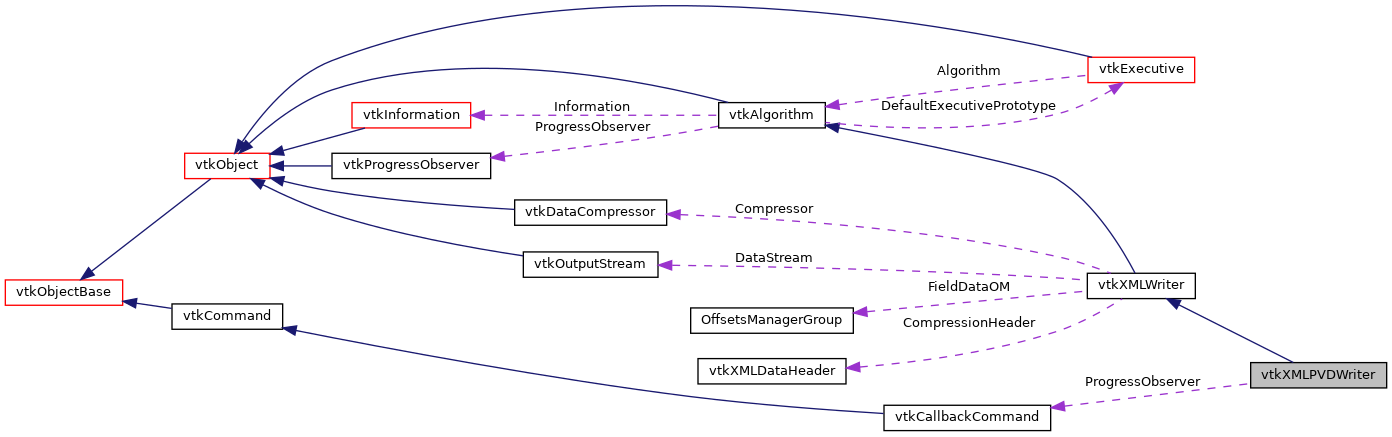 vtkExecutive
Algorithm
DefaultExecutivePrototype
Information
vtkInformation
vtkAlgorithm
ProgressObserver
vtkObject
vtkProgressObserver
vtkDataCompressor
Compressor
vtkOutputStream
DataStream
vtkXMLWriter
FieldDataOM
vtkObjectBase
vtkCommand
OffsetsManagerGroup
CompressionHeader
vtkXMLDataHeader
vtkXMLPVDWriter
ProgressObserver
vtkCallbackCommand